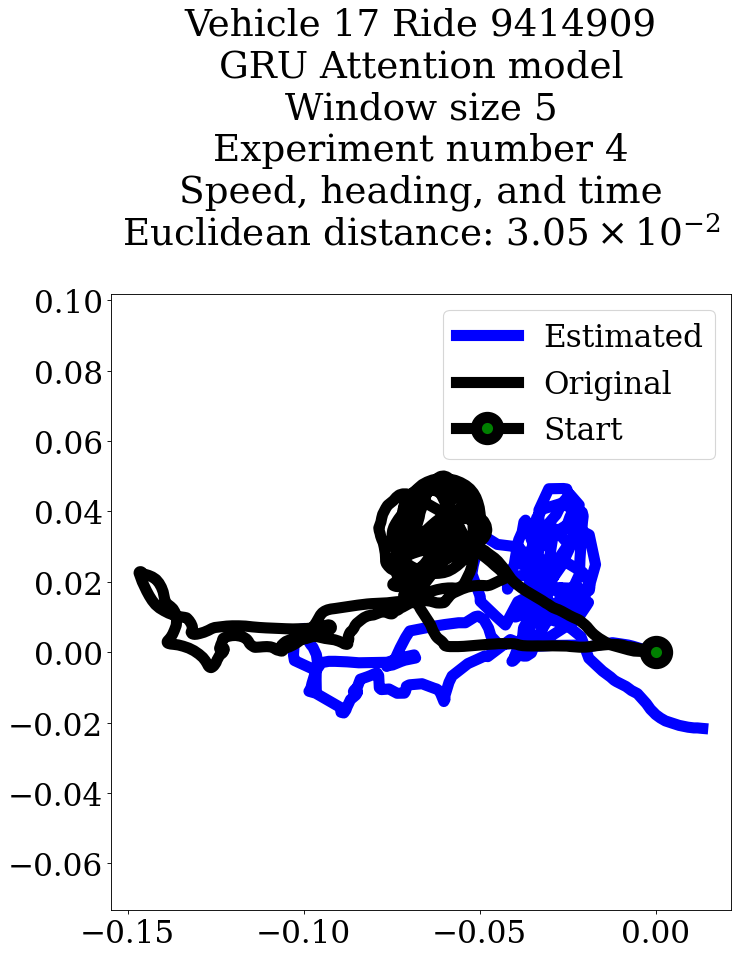 Vehicle 17 Ride 9414909
GRU Attention model
Window size 5
Experiment number 4
Speed, heading, and time
Euclidean distance: 3.05 × 10⁻²
Estimated
Original
Start
0.10
0.08
0.06
0.04
0.02
0.00
−0.02
−0.04
−0.06
−0.15
−0.10
−0.05
0.00